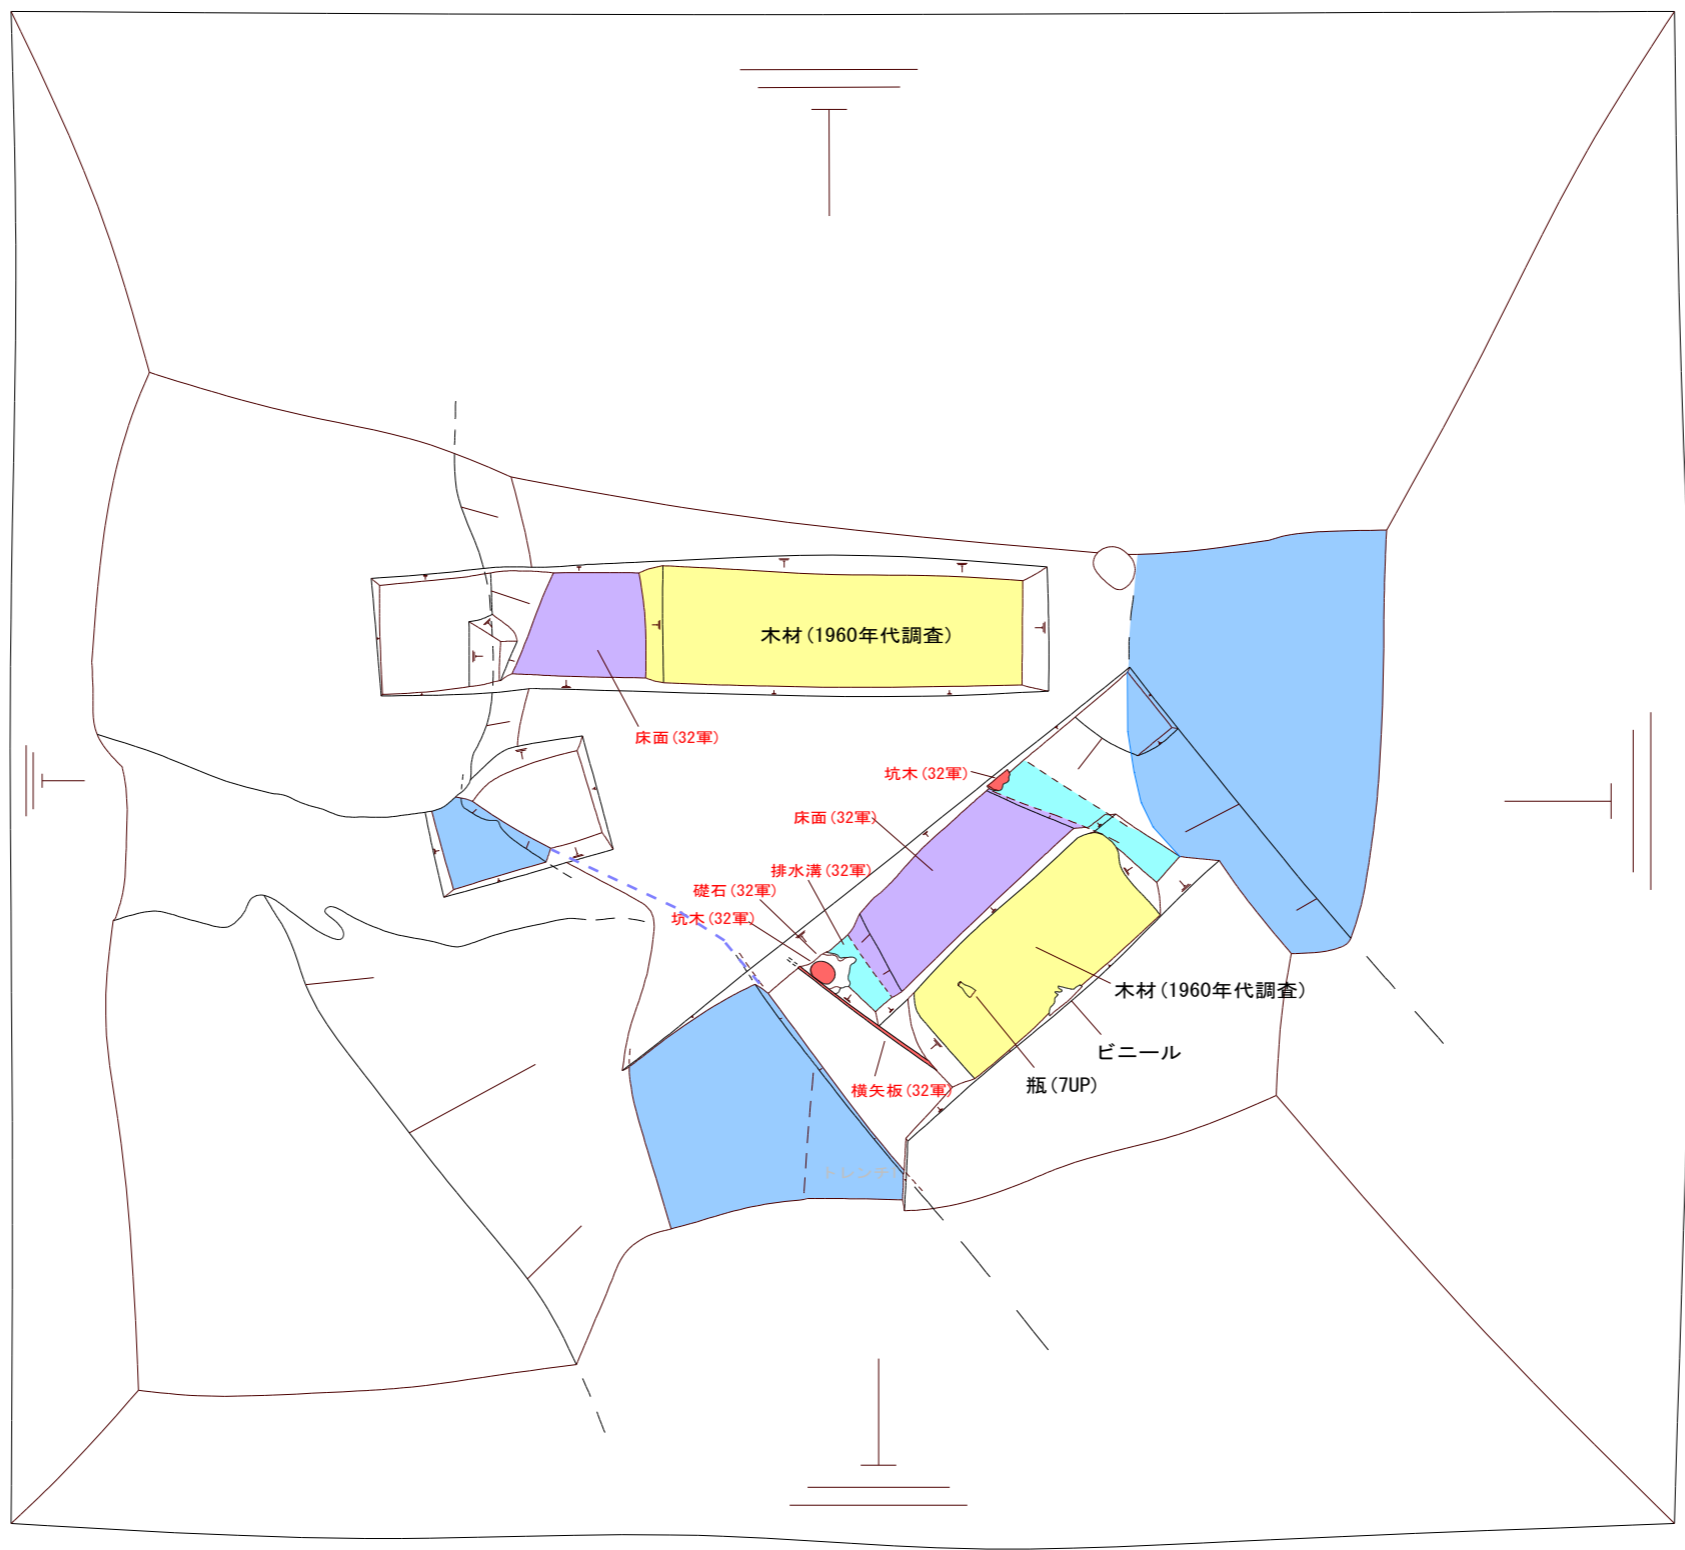 木材(1960年代調査)
床面(32軍)
坑木(32軍)
床面(32軍)
排水溝(32軍)
礎石(32軍)
坑木(32軍)
木材(1960年代調査)
ビニール
瓶(7UP)
横矢板(32軍)